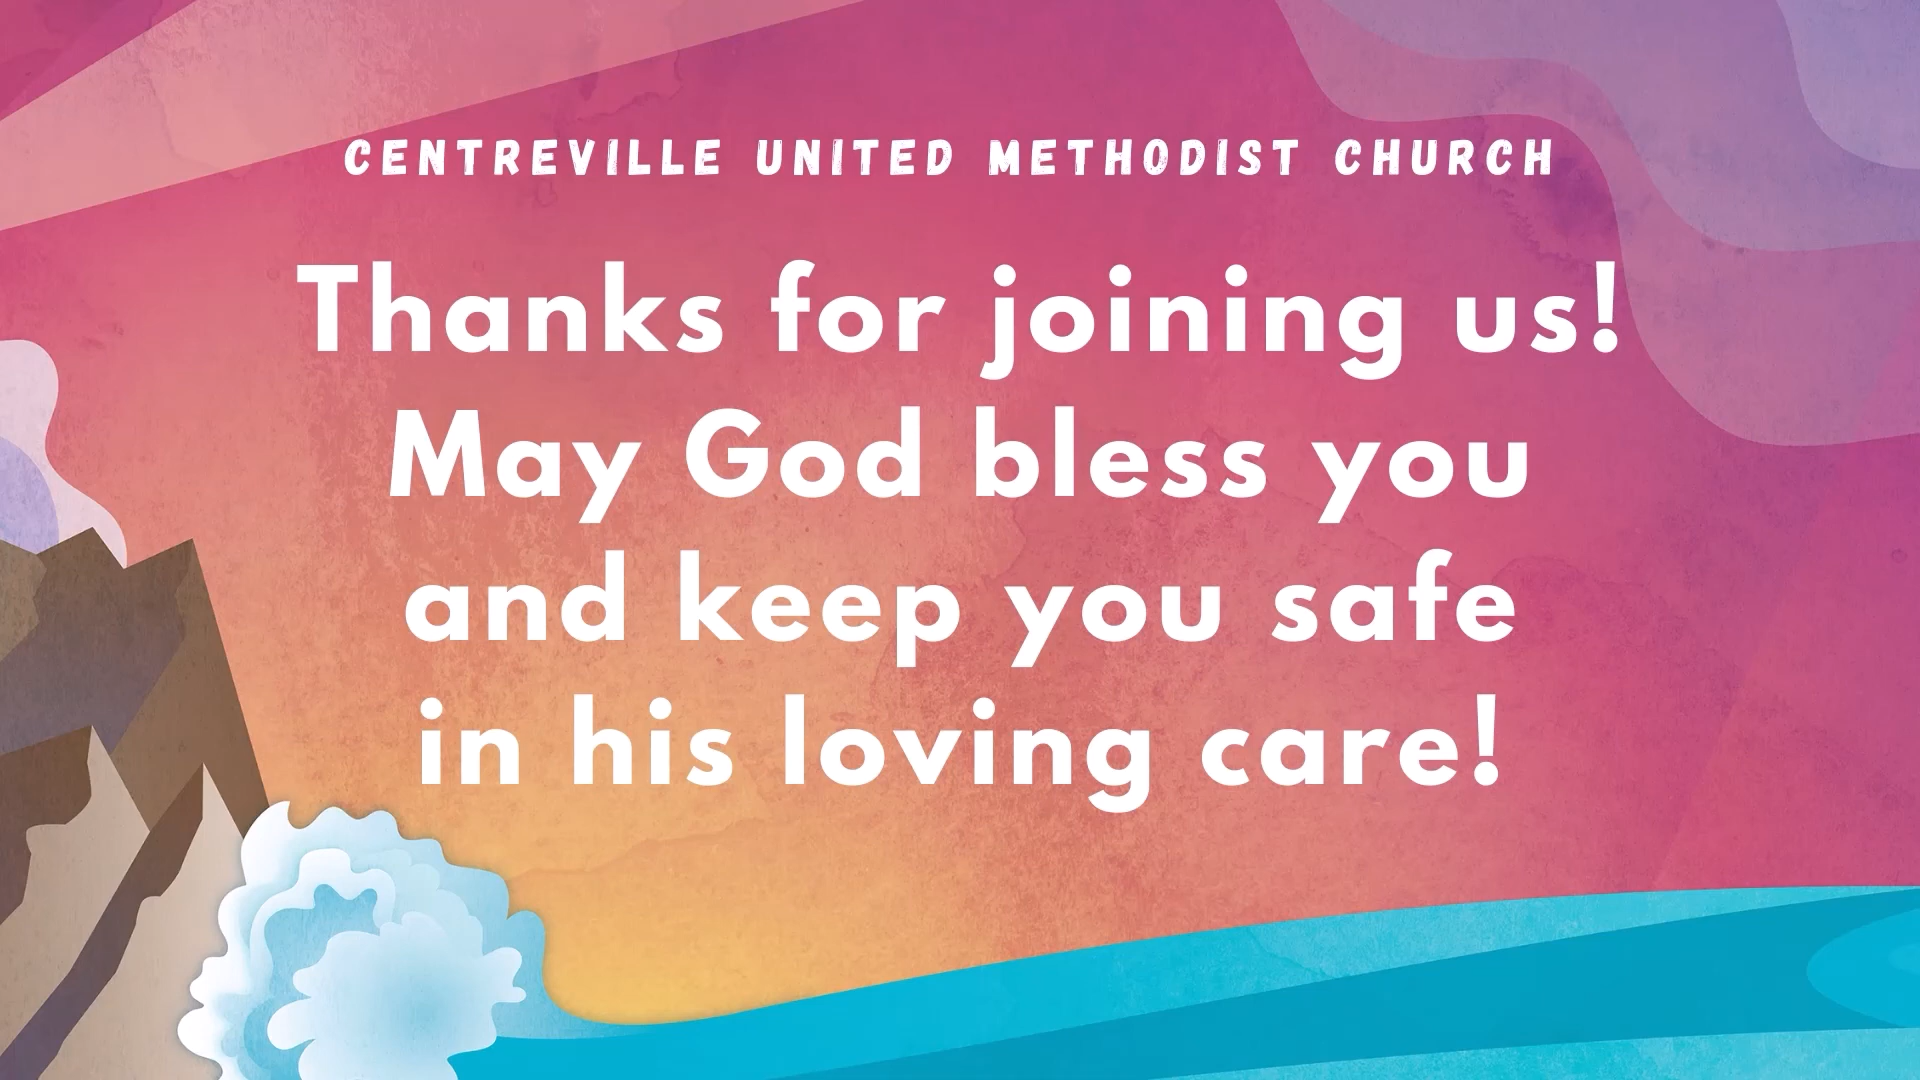 CENTREVILLE UNITED METHODIST CHURCH
Thanks for joining us!
May God bless you
and keep you safe
in his loving care!